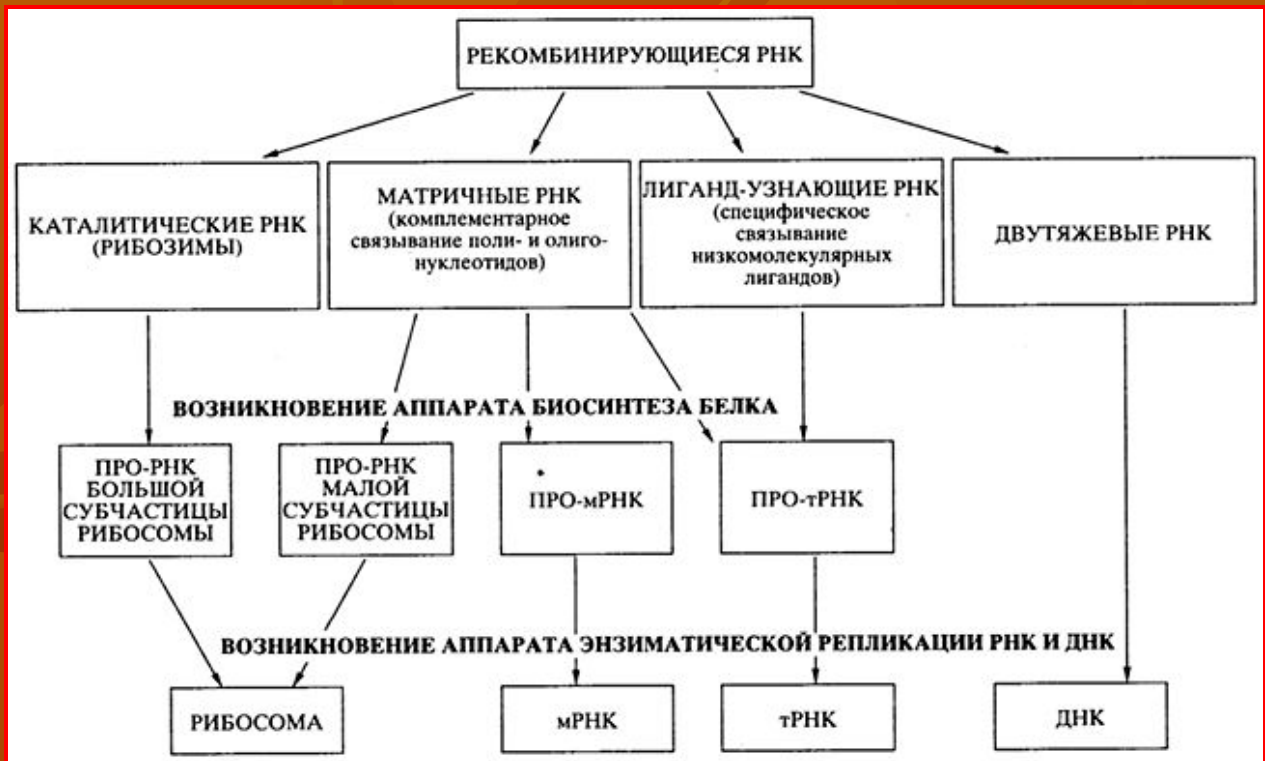 РЕКОМБИНИРУЮЩИЕСЯ РНК
КАТАЛИТИЧЕСКИЕ РНК
(РИБОЗИМЫ)
МАТРИЧНЫЕ РНК
(комплементарное
связывание поли- и олиго-
нуклеотидов)
ЛИГАНД-УЗНАЮЩИЕ РНК
(специфическое
связывание
низкомолекулярных
лигандов)
ДВУТЯЖЕВЫЕ РНК
ВОЗНИКНОВЕНИЕ АППАРАТА БИОСИНТЕЗА БЕЛКА
ПРО-РНК
БОЛЬШОЙ
СУБЧАСТИЦЫ
РИБОСОМЫ
ПРО-РНК
МАЛОЙ
СУБЧАСТИЦЫ
РИБОСОМЫ
ПРО-мРНК
ПРО-тРНК
ВОЗНИКНОВЕНИЕ АППАРАТА ЭНЗИМАТИЧЕСКОЙ РЕПЛИКАЦИИ РНК И ДНК
РИБОСОМА
мРНК
тРНК
ДНК